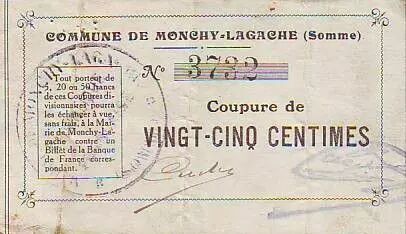 COMMUNE DE MONCHY-LAGACHE (Somme)
Tout porteur de
5, 20 ou 50 francs
de ces Coupures di-
visionnaires pourra
les échanger à vue,
sans frais, à la Mai-
rie de Monchy-La-
gache contre un
Billet de la Banque
de France corres-
pondant.
N° 3732
Coupure de
VINGT-CINQ CENTIMES